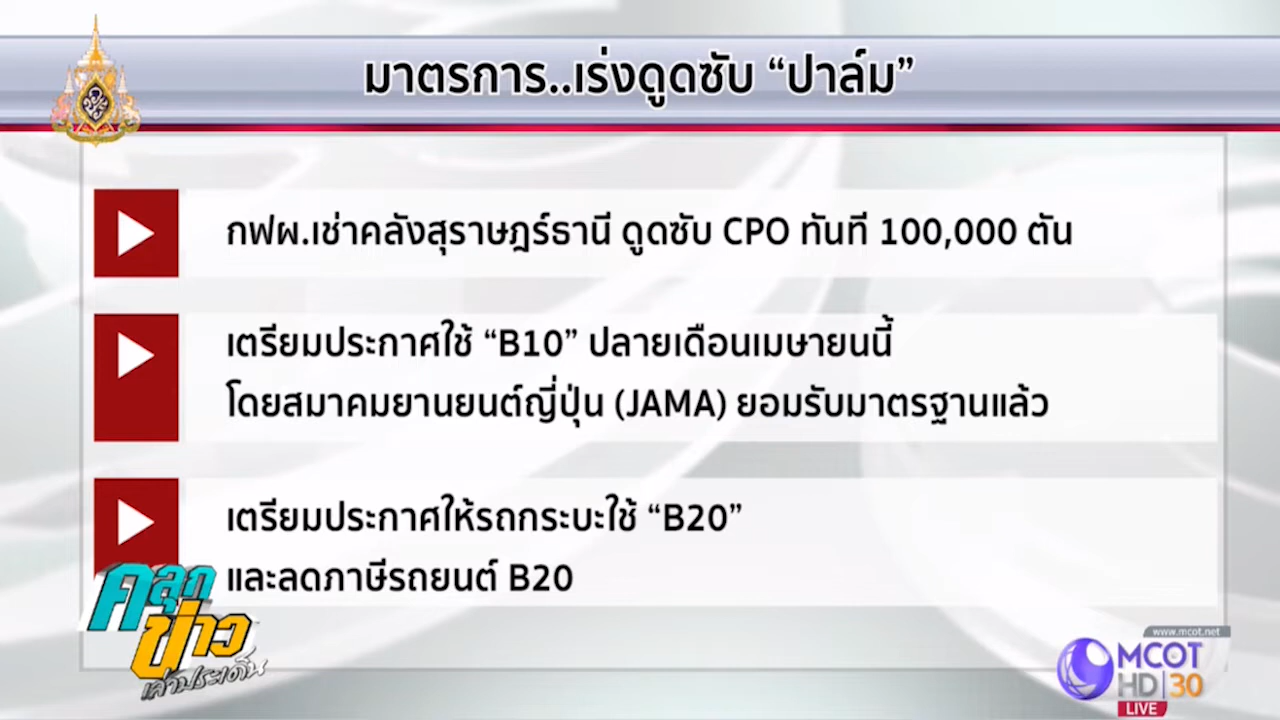 มาตรการ..เร่งดูดซับ “ปาล์ม”
กฟผ.เช่าคลังสุราษฎร์ธานี ดูดซับ CPO ทันที 100,000 ตัน
เตรียมประกาศใช้ “B10” ปลายเดือนเมษายนนี้
โดยสมาคมยานยนต์ญี่ปุ่น (JAMA) ยอมรับมาตรฐานแล้ว
เตรียมประกาศให้รถกระบะใช้ “B20”
และลดภาษีรถยนต์ B20
คลุก
ข่าว
เล่าประเด็น
www.mcot.net
MCOT
HD|30
LIVE